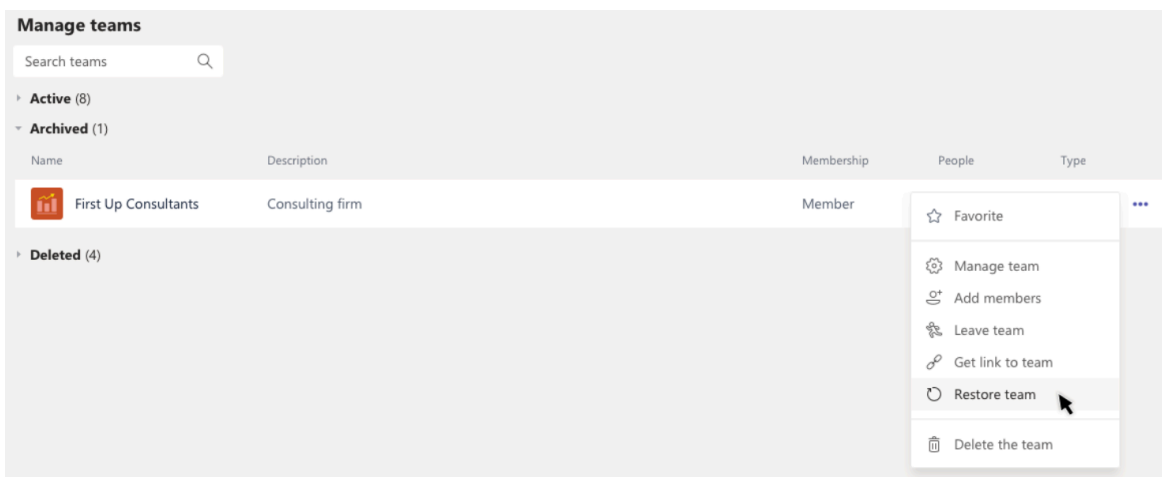 Manage teams
Search teams
Active (8)
Archived (1)
Name Description Membership People Type
First Up Consultants Consulting firm Member
Favorite
Deleted (4)
Manage team
Add members
Leave team
Get link to team
Restore team
Delete the team